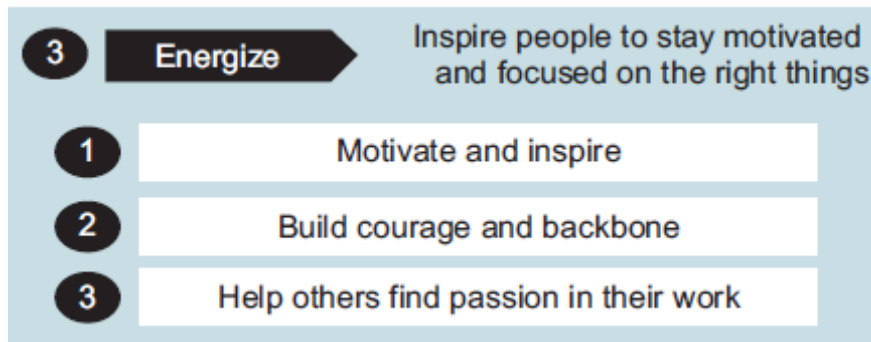 3 Energize Inspire people to stay motivated
and focused on the right things
1 Motivate and inspire
2 Build courage and backbone
3 Help others find passion in their work